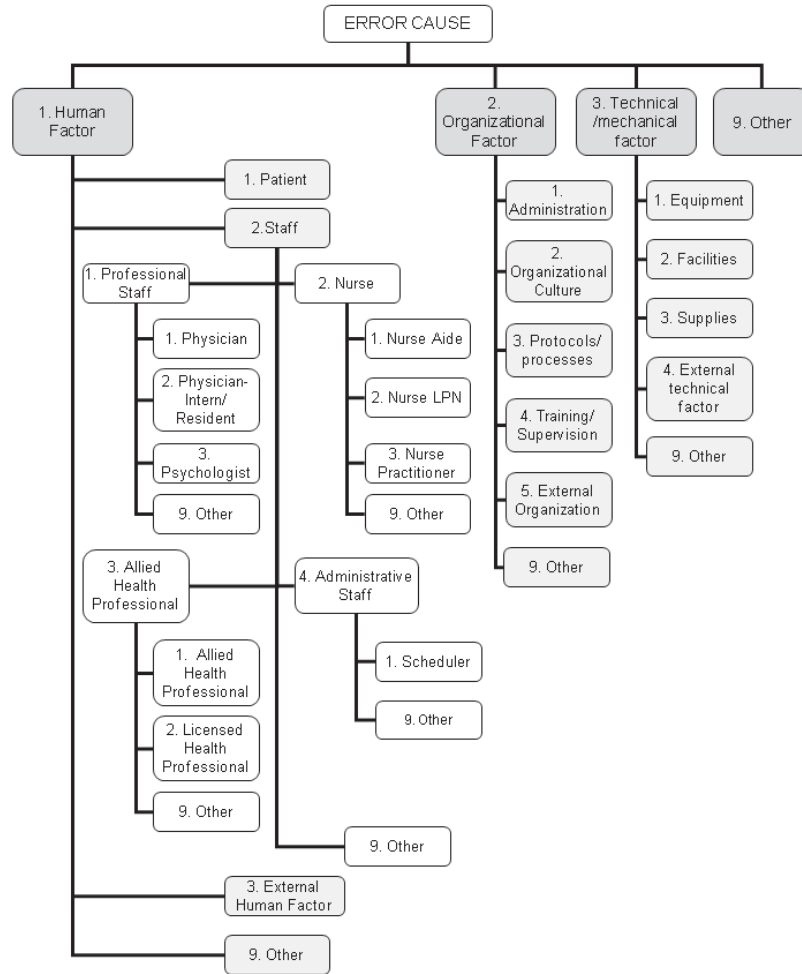 ERROR CAUSE
1. Human
Factor
2.
Organizational
Factor
3. Technical
/mechanical
factor
9. Other
1. Patient
2.Staff
1. Professional
Staff
1. Physician
2. Physician-
Intern/
Resident
3.
Psychologist
9. Other
2. Nurse
1. Nurse Aide
2. Nurse LPN
3. Nurse
Practitioner
9. Other
3. Allied
Health
Professional
1. Allied
Health
Professional
2. Licensed
Health
Professional
9. Other
4. Administrative
Staff
1. Scheduler
9. Other
9. Other
3. External
Human Factor
9. Other
1.
Administration
2.
Organizational
Culture
3. Protocols/
processes
4. Training/
Supervision
5. External
Organization
9. Other
1. Equipment
2. Facilities
3. Supplies
4. External
technical
factor
9. Other